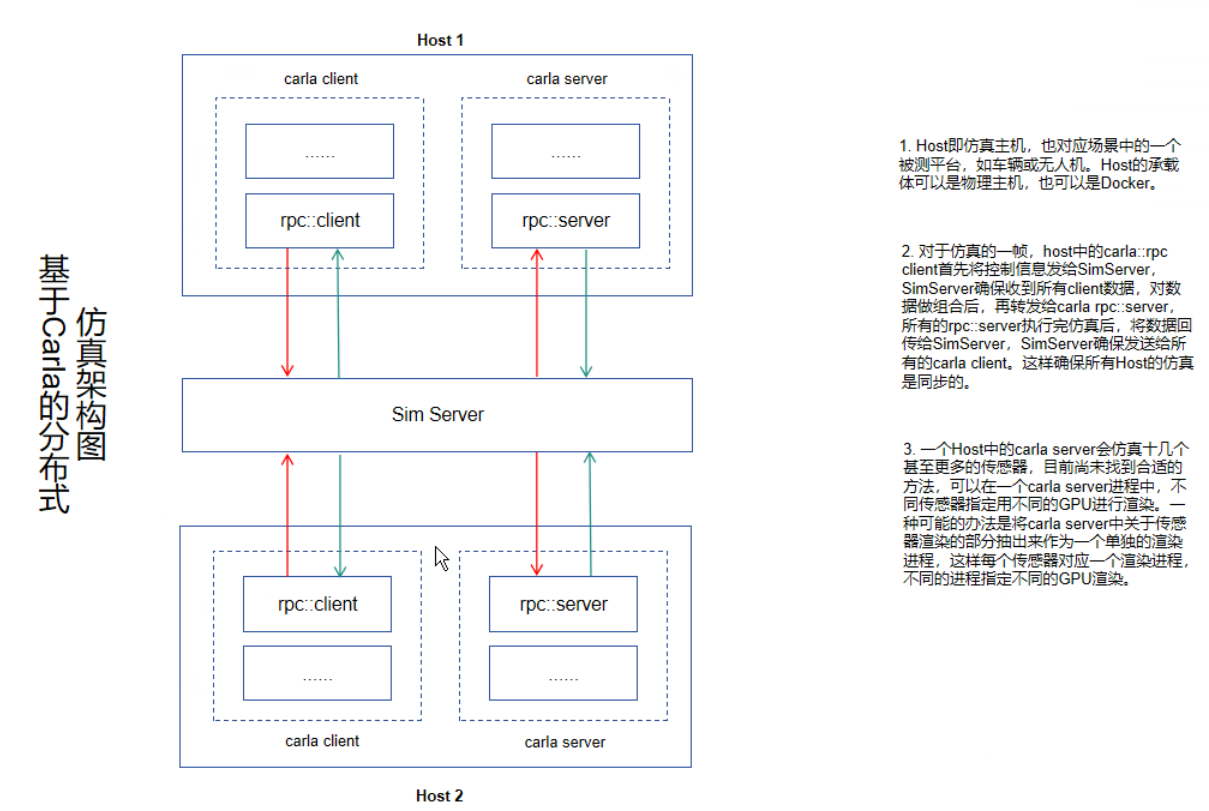 基于Carla的分布式
仿真架构图
Host 1
carla client
carla server
......
......
rpc::client
rpc::server
Sim Server
rpc::client
rpc::server
......
......
carla client
carla server
Host 2
1. Host即仿真主机，也对应场景中的一个
被测平台，如车辆或无人机。Host的承载
体可以是物理主机，也可以是Docker。
2. 对于仿真的一帧，host中的carla::rpc
client首先将控制信息发给SimServer，
SimServer确保收到所有client数据，对数
据做组合后，再转发给carla rpc::server，
所有的rpc::server执行完仿真后，将数据回
传给SimServer，SimServer确保发送给所
有的carla client。这样确保所有Host的仿真
是同步的。
3. 一个Host中的carla server会仿真十几个
甚至更多的传感器，目前尚未找到合适的
方法，可以在一个carla server进程中，不
同传感器指定用不同的GPU进行渲染。一
种可能的办法是将carla server中关于传感
器渲染的部分抽出来作为一个单独的渲染
进程，这样每个传感器对应一个渲染进程，
不同的进程指定不同的GPU渲染。